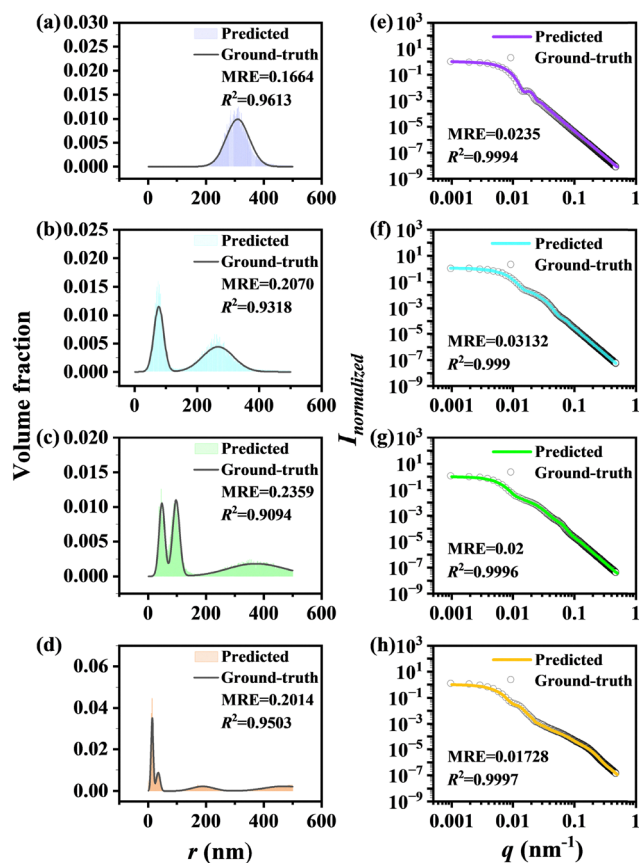 (a)
0.030
0.025
0.020
0.015
0.010
0.005
0.000
Predicted
Ground-truth
MRE=0.1664
R²=0.9613
0 200 400 600
(b)
0.025
0.020
0.015
0.010
0.005
0.000
Predicted
Ground-truth
MRE=0.2070
R²=0.9318
0 200 400 600
(c)
0.020
0.015
0.010
0.005
0.000
Predicted
Ground-truth
MRE=0.2359
R²=0.9094
0 200 400 600
(d)
0.06
0.04
0.02
0.00
Predicted
Ground-truth
MRE=0.2014
R²=0.9503
0 200 400 600
Volume fraction
r (nm)
(e)
10³
10¹
10⁻¹
10⁻³
10⁻⁵
10⁻⁷
10⁻⁹
Predicted
Ground-truth
MRE=0.0235
R²=0.9994
0.001 0.01 0.1 1
(f)
10³
10¹
10⁻¹
10⁻³
10⁻⁵
10⁻⁷
10⁻⁹
Predicted
Ground-truth
MRE=0.03132
R²=0.999
0.001 0.01 0.1 1
(g)
10³
10¹
10⁻¹
10⁻³
10⁻⁵
10⁻⁷
10⁻⁹
Predicted
Ground-truth
MRE=0.02
R²=0.9996
0.001 0.01 0.1 1
(h)
10³
10¹
10⁻¹
10⁻³
10⁻⁵
10⁻⁷
10⁻⁹
Predicted
Ground-truth
MRE=0.01728
R²=0.9997
0.001 0.01 0.1 1
I normalized
q (nm⁻¹)